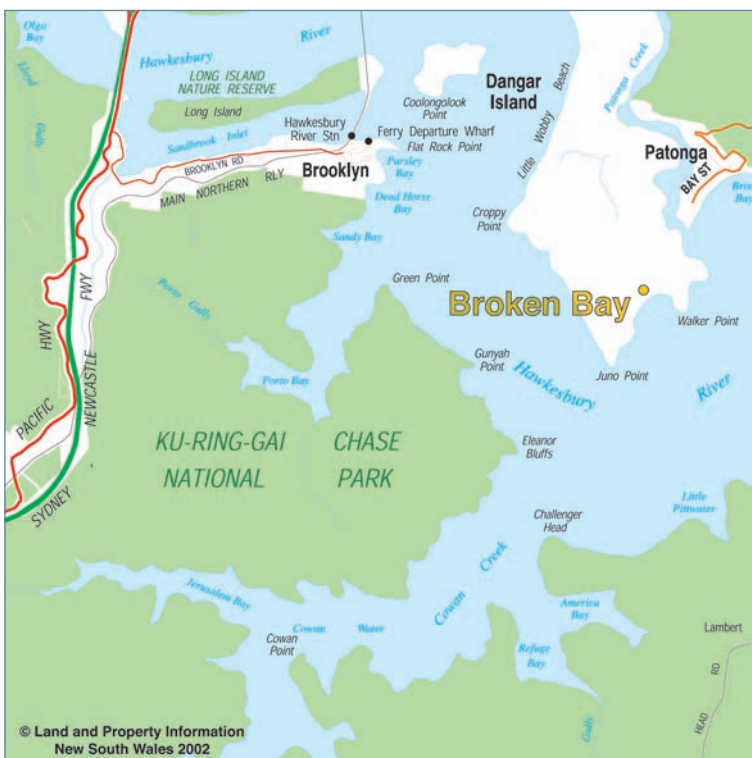 Olga
Bay
Lloyd
Gully
Hawkesbury
River
LONG ISLAND
NATURE RESERVE
Long Island
Sandbrook Inlet
Hawkesbury
River Stn
Ferry Departure Wharf
Flat Rock Point
Coolongolook
Point
Dangar
Island
Little Wobby Beach
Patonga Creek
Patonga
BAY ST
BROOKLYN RD
Brooklyn
MAIN NORTHERN RLY
Parsley
Bay
Dead Horse
Bay
Sandy Bay
Croppy
Point
Green Point
Broken Bay
Walker Point
Gunyah
Point
Juno Point
Hawkesbury
River
Porto Gully
Porto Bay
HWY
FWY
PACIFIC
NEWCASTLE
SYDNEY
KU-RING-GAI CHASE
NATIONAL PARK
Eleanor
Bluffs
Challenger
Head
Little
Pittwater
Cowan Creek
Jerusalem Bay
Cowan Water
Cowan
Point
America
Bay
Refuge
Bay
Gully
Lambert
HEAD RD
© Land and Property Information
New South Wales 2002